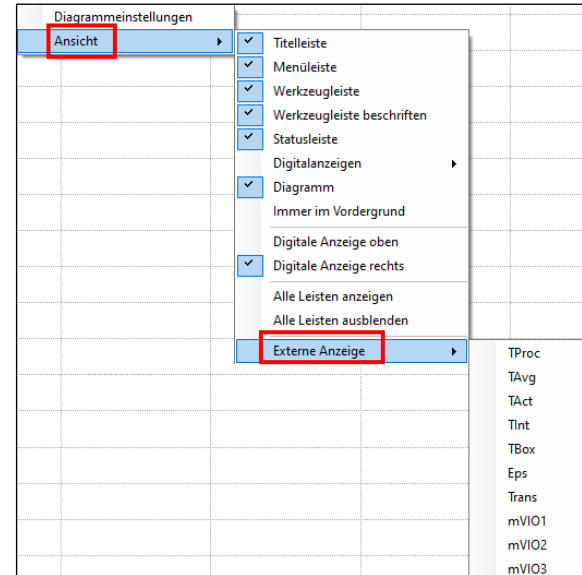 Diagrammeinstellungen
Ansicht
Titelleiste
Menüleiste
Werkzeugleiste
Werkzeugleiste beschriften
Statusleiste
Digitalanzeigen
Diagramm
Immer im Vordergrund
Digitale Anzeige oben
Digitale Anzeige rechts
Alle Leisten anzeigen
Alle Leisten ausblenden
Externe Anzeige
TProc
TAvg
TAct
TInt
TBox
Eps
Trans
mVIO1
mVIO2
mVIO3